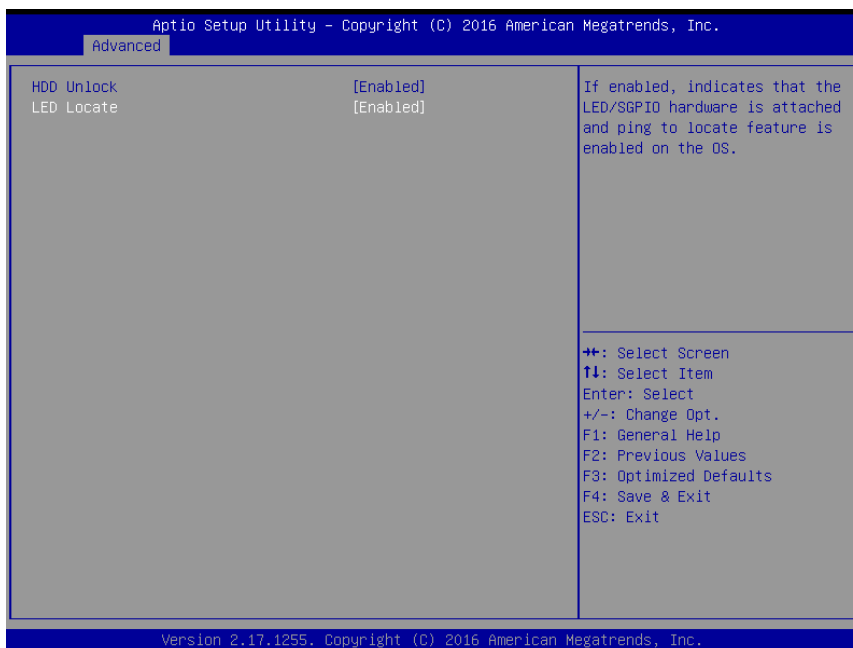 Aptio Setup Utility – Copyright (C) 2016 American Megatrends, Inc.
Advanced
HDD Unlock [Enabled]
LED Locate [Enabled]
If enabled, indicates that the
LED/SGPIO hardware is attached
and ping to locate feature is
enabled on the OS.
→←: Select Screen
↑↓: Select Item
Enter: Select
+/-: Change Opt.
F1: General Help
F2: Previous Values
F3: Optimized Defaults
F4: Save & Exit
ESC: Exit
Version 2.17.1255. Copyright (C) 2016 American Megatrends, Inc.